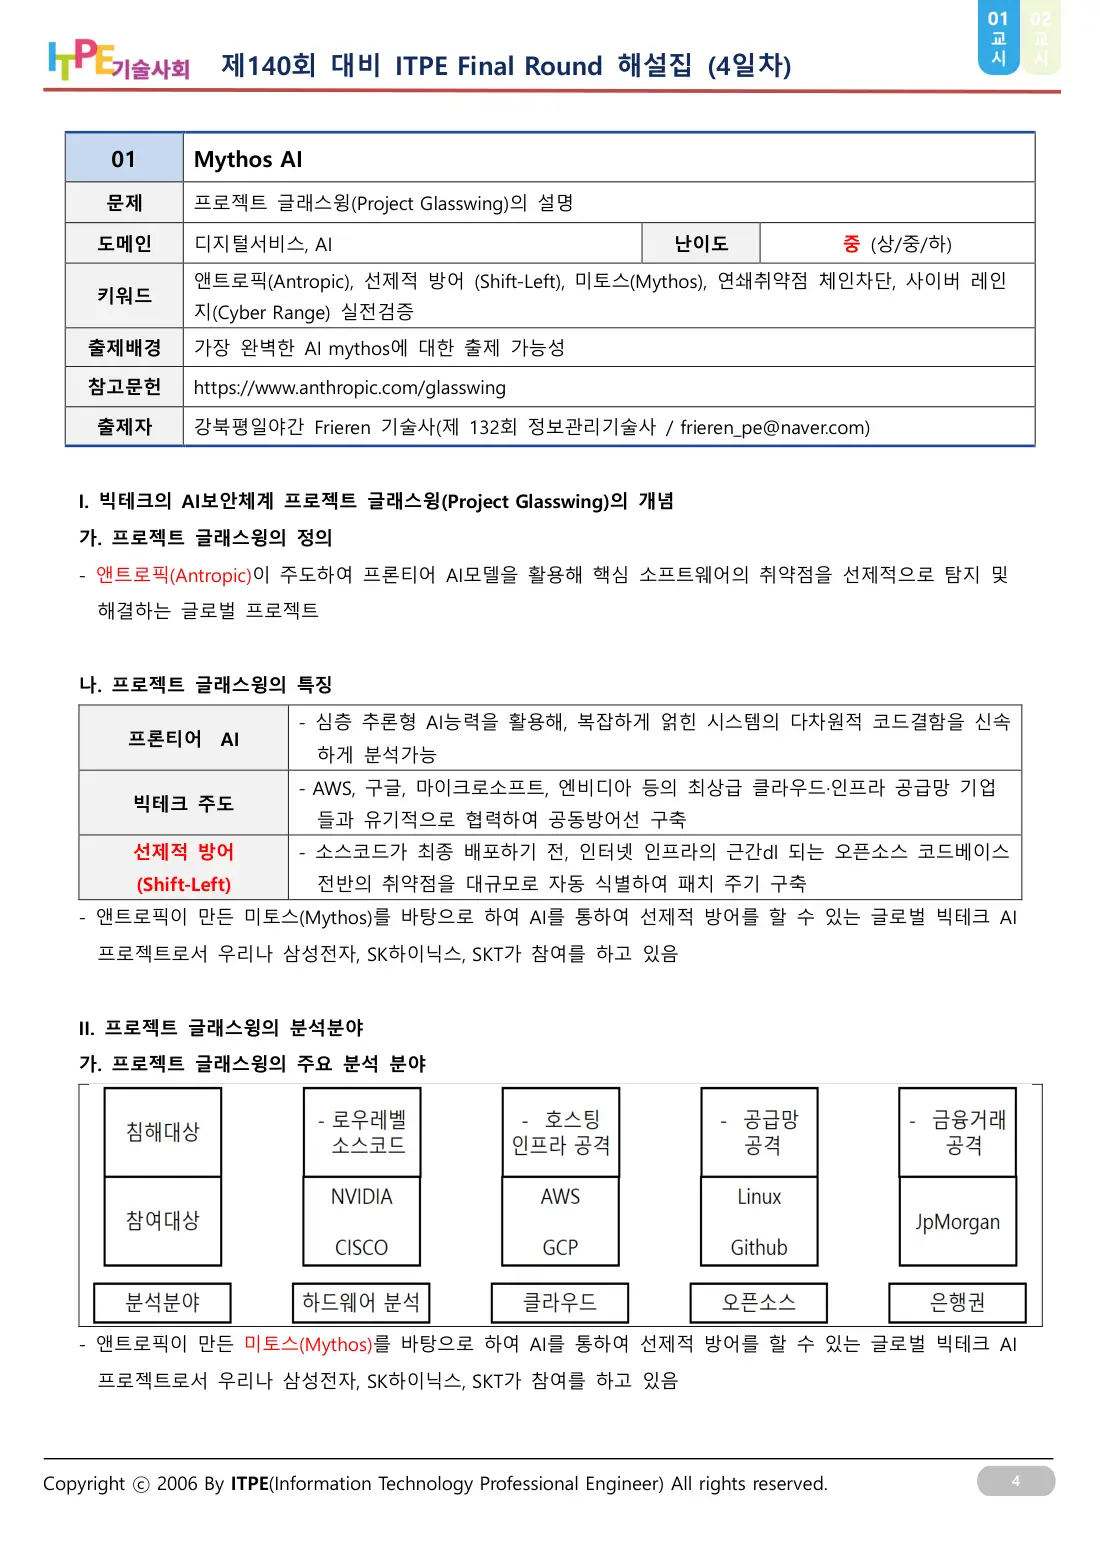 ITPE기술사회
제140회 대비 ITPE Final Round 해설집 (4일차)
01
교
시
02
교
시
01
Mythos AI
문제
프로젝트 글래스윙(Project Glasswing)의 설명
도메인
디지털서비스, AI
난이도
중 (상/중/하)
키워드
앤트로픽(Antropic), 선제적 방어 (Shift-Left), 미토스(Mythos), 연쇄취약점 체인차단, 사이버 레인
지(Cyber Range) 실전검증
출제배경
가장 완벽한 AI mythos에 대한 출제 가능성
참고문헌
https://www.anthropic.com/glasswing
출제자
강북평일야간 Frieren 기술사(제 132회 정보관리기술사 / frieren_pe@naver.com)
I. 빅테크의 AI보안체계 프로젝트 글래스윙(Project Glasswing)의 개념
가. 프로젝트 글래스윙의 정의
- 앤트로픽(Antropic)이 주도하여 프론티어 AI모델을 활용해 핵심 소프트웨어의 취약점을 선제적으로 탐지 및
해결하는 글로벌 프로젝트
나. 프로젝트 글래스윙의 특징
프론티어 AI
- 심층 추론형 AI능력을 활용해, 복잡하게 얽힌 시스템의 다차원적 코드결함을 신속
하게 분석가능
빅테크 주도
- AWS, 구글, 마이크로소프트, 엔비디아 등의 최상급 클라우드·인프라 공급망 기업
들과 유기적으로 협력하여 공동방어선 구축
선제적 방어
(Shift-Left)
- 소스코드가 최종 배포하기 전, 인터넷 인프라의 근간dl 되는 오픈소스 코드베이스
전반의 취약점을 대규모로 자동 식별하여 패치 주기 구축
- 앤트로픽이 만든 미토스(Mythos)를 바탕으로 하여 AI를 통하여 선제적 방어를 할 수 있는 글로벌 빅테크 AI
프로젝트로서 우리나 삼성전자, SK하이닉스, SKT가 참여를 하고 있음
II. 프로젝트 글래스윙의 분석분야
가. 프로젝트 글래스윙의 주요 분석 분야
침해대상
- 로우레벨
소스코드
- 호스팅
인프라 공격
- 공급망
공격
- 금융거래
공격
참여대상
NVIDIA
CISCO
AWS
GCP
Linux
Github
JpMorgan
분석분야
하드웨어 분석
클라우드
오픈소스
은행권
- 앤트로픽이 만든 미토스(Mythos)를 바탕으로 하여 AI를 통하여 선제적 방어를 할 수 있는 글로벌 빅테크 AI
프로젝트로서 우리나 삼성전자, SK하이닉스, SKT가 참여를 하고 있음
Copyright ⓒ 2006 By ITPE(Information Technology Professional Engineer) All rights reserved.
4